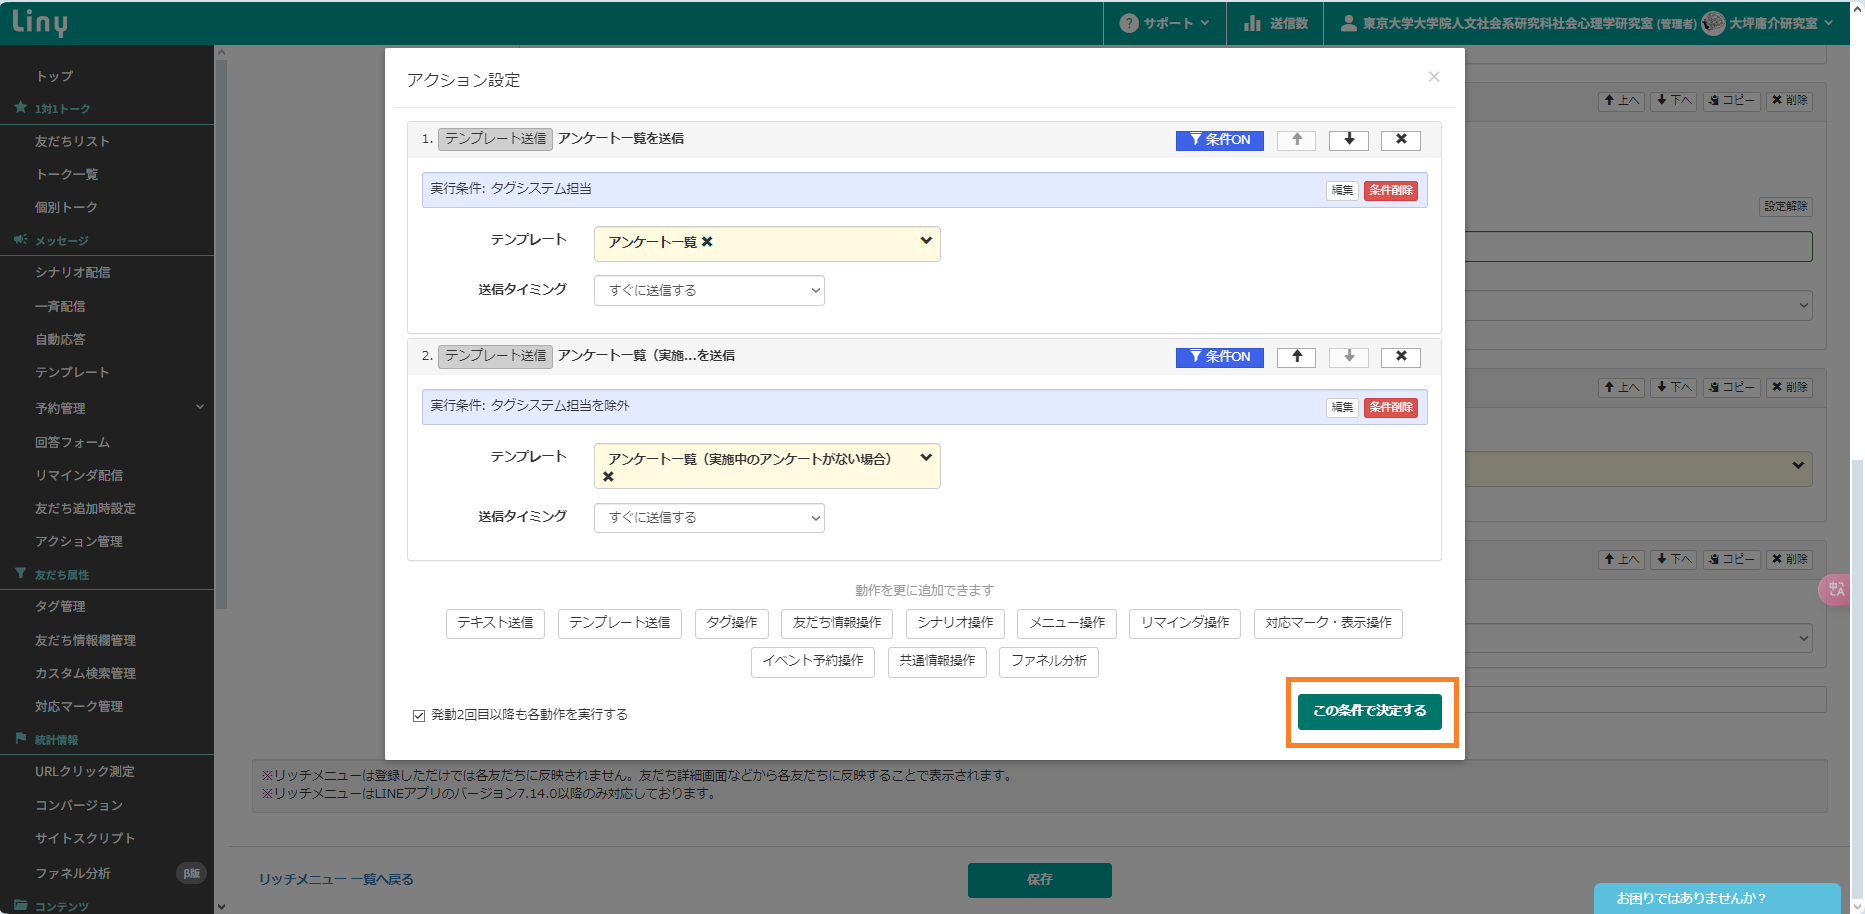 Liny
サポート
送信数
東京大学大学院人文社会系研究科社会心理学研究室 (管理者)
大坪庸介研究室
トップ
1対1トーク
友だちリスト
トーク一覧
個別トーク
メッセージ
シナリオ配信
一斉配信
自動応答
テンプレート
予約管理
回答フォーム
リマインダ配信
友だち追加時設定
アクション管理
友だち属性
タグ管理
友だち情報欄管理
カスタム検索管理
対応マーク管理
統計情報
URLクリック測定
コンバージョン
サイトスクリプト
ファネル分析 β版
コンテンツ
アクション設定 ×
1. テンプレート送信 アンケート一覧を送信 条件ON
実行条件: タグシステム担当 編集 条件削除
テンプレート アンケート一覧
送信タイミング すぐに送信する
2. テンプレート送信 アンケート一覧（実施...を送信 条件ON
実行条件: タグシステム担当を除外 編集 条件削除
テンプレート アンケート一覧（実施中のアンケートがない場合）
送信タイミング すぐに送信する
動作を更に追加できます
テキスト送信 テンプレート送信 タグ操作 友だち情報操作 シナリオ操作 メニュー操作 リマインダ操作 対応マーク・表示操作
イベント予約操作 共通情報操作 ファネル分析
発動2回目以降も各動作を実行する
この条件で決定する
上へ 下へ コピー 削除
設定解除
上へ 下へ コピー 削除
上へ 下へ コピー 削除
中つ
CA
※リッチメニューは登録しただけでは各友だちに反映されません。友だち詳細画面などから各友だちに反映することで表示されます。
※リッチメニューはLINEアプリのバージョン7.14.0以降のみ対応しております。
リッチメニュー 一覧へ戻る
保存
お困りではありませんか？